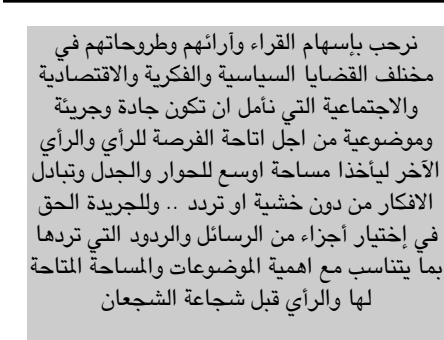 نرحب بإسهام القراء وآرائهم وطروحاتهم في
مختلف القضايا السياسية والفكرية والاقتصادية
والاجتماعية التي نأمل ان تكون جادة وجريئة
وموضوعية من اجل اتاحة الفرصة للرأي والرأي
الآخر ليأخذا مساحة اوسع للحوار والجدل وتبادل
الافكار من دون خشية او تردد .. وللجريدة الحق
في إختيار أجزاء من الرسائل والردود التي تردها
بما يتناسب مع اهمية الموضوعات والمساحة المتاحة
لها والرأي قبل شجاعة الشجعان